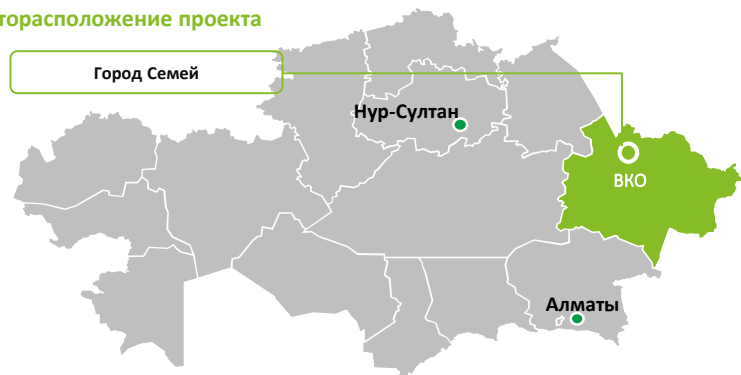 торасположение проекта
Город Семей
Нур-Султан
ВКО
Алматы